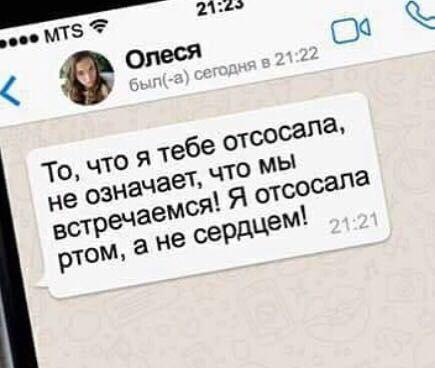 MTS 21:23
Олеся
был(-а) сегодня в 21:22
То, что я тебе отсосала,
не означает, что мы
встречаемся! Я отсосала
ртом, а не сердцем! 21:21